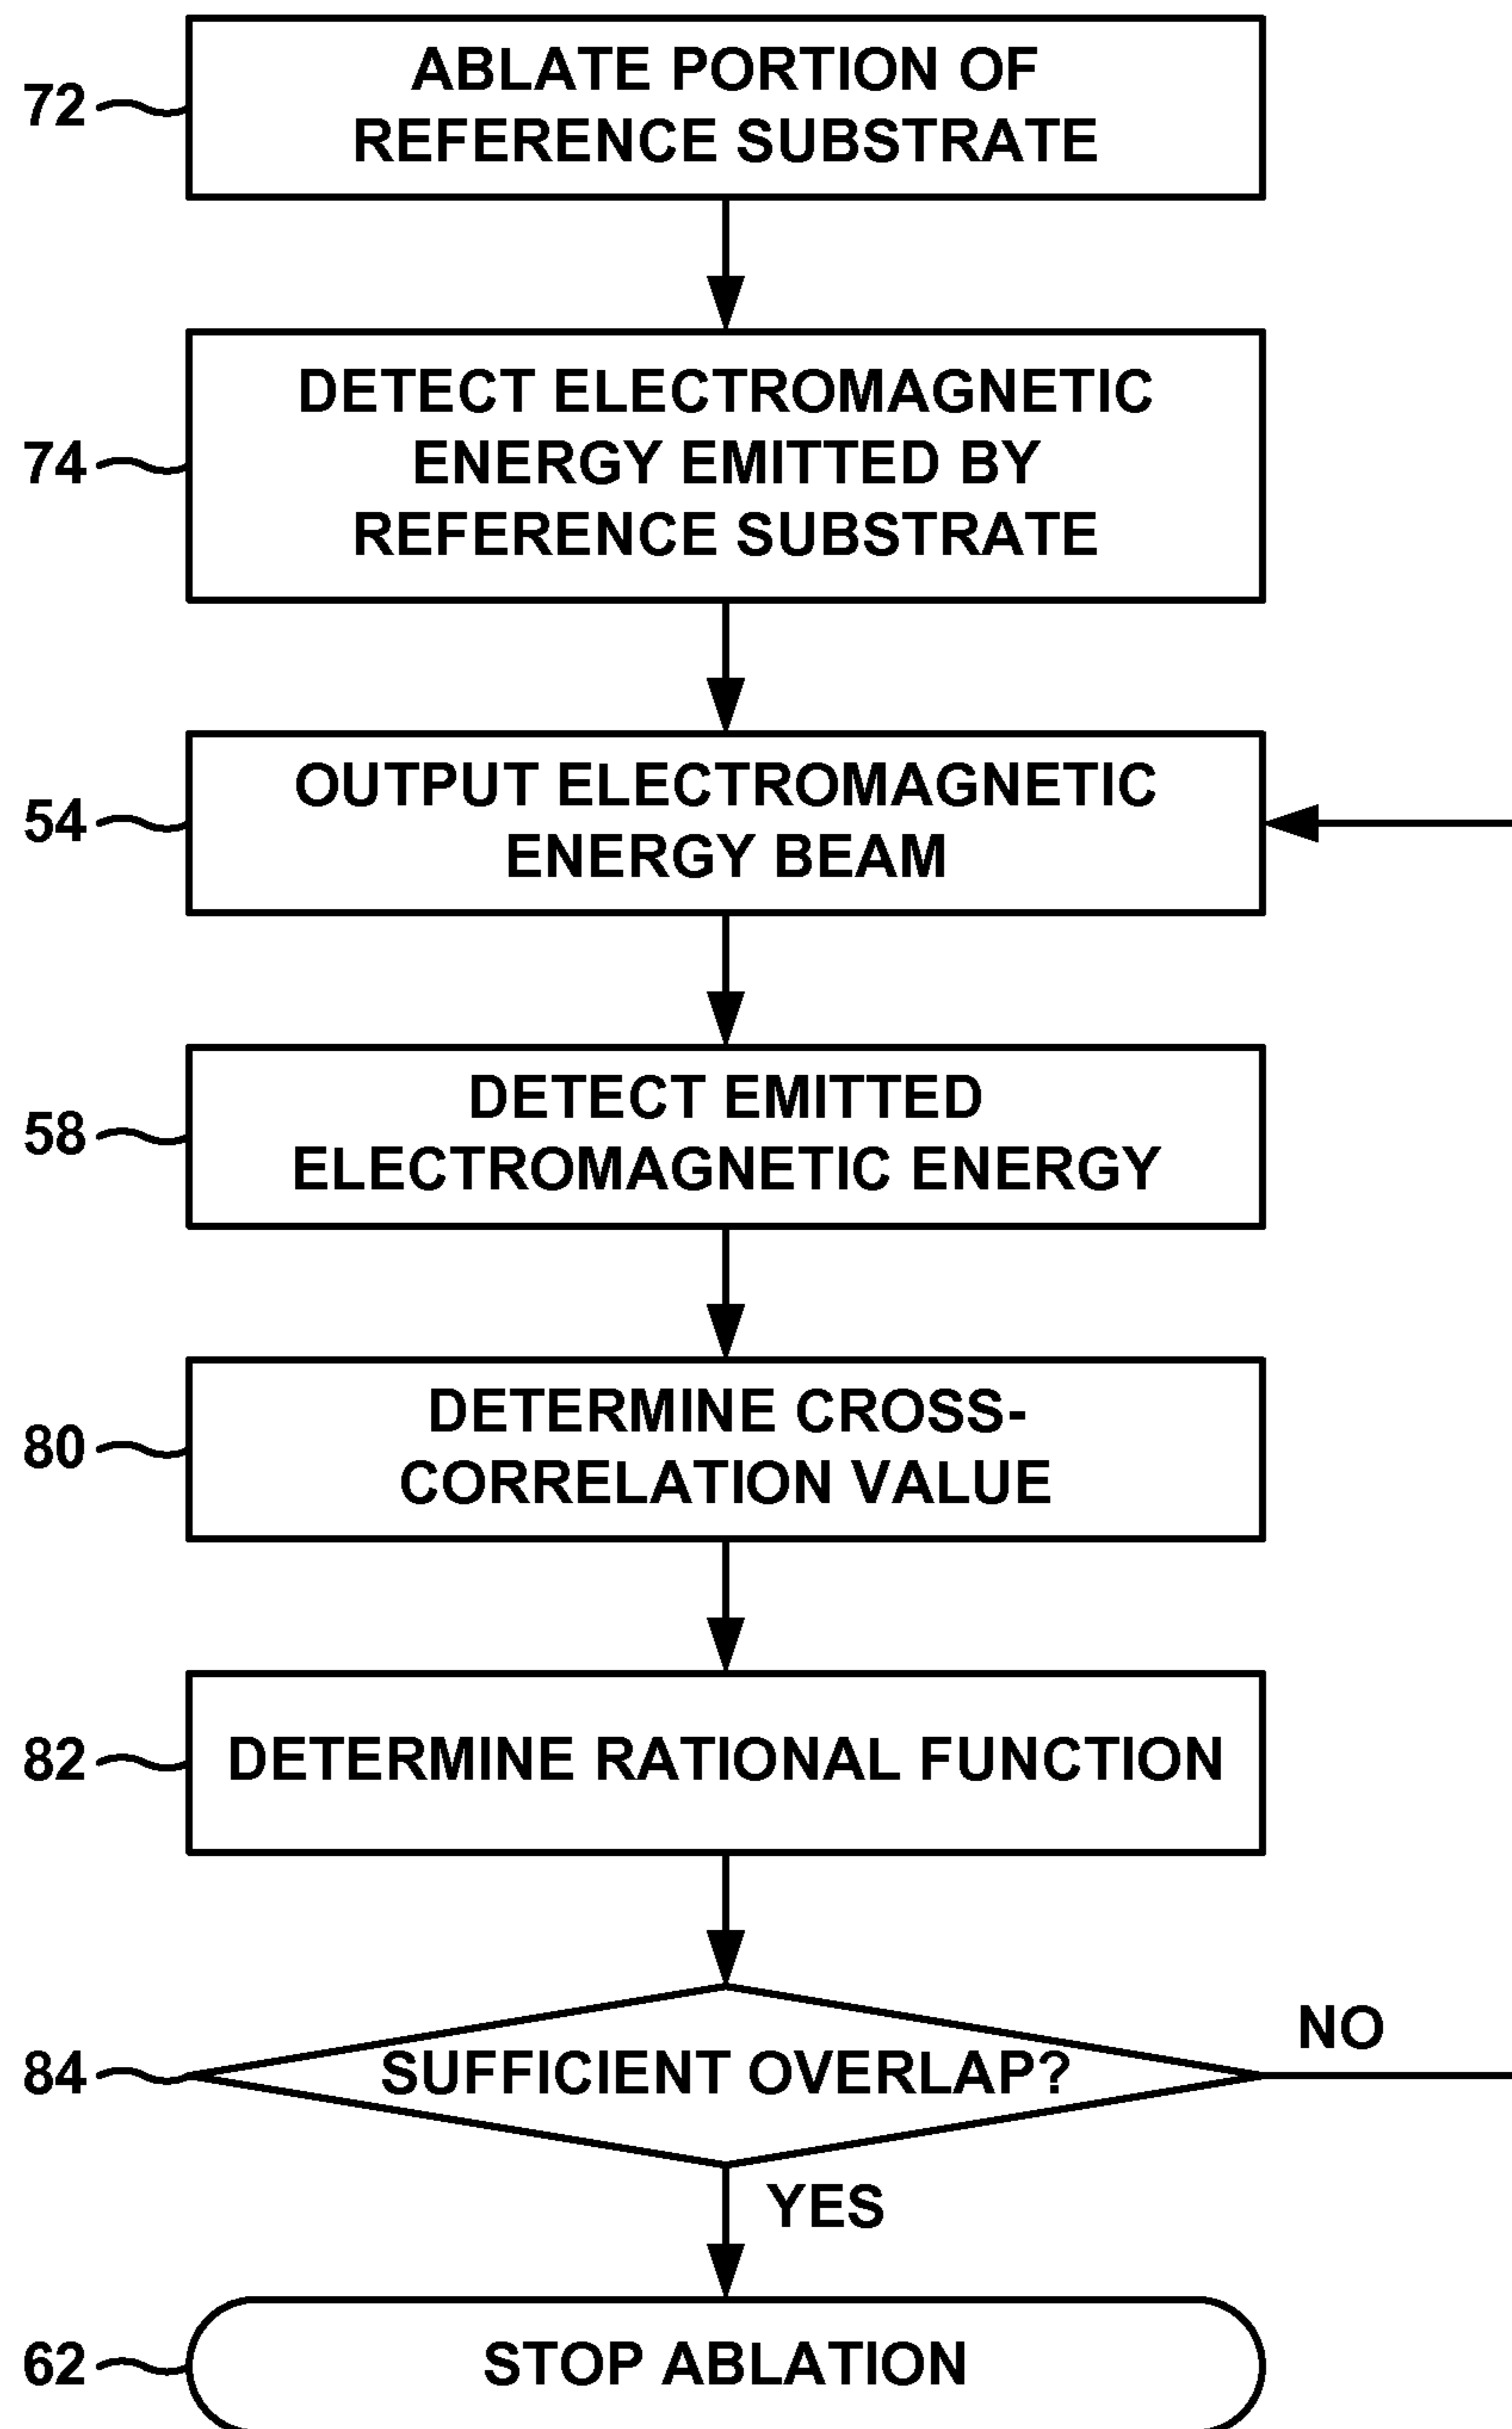 72
ABLATE PORTION OF
REFERENCE SUBSTRATE
74
DETECT ELECTROMAGNETIC
ENERGY EMITTED BY
REFERENCE SUBSTRATE
54
OUTPUT ELECTROMAGNETIC
ENERGY BEAM
58
DETECT EMITTED
ELECTROMAGNETIC ENERGY
80
DETERMINE CROSS-
CORRELATION VALUE
82
DETERMINE RATIONAL FUNCTION
84
SUFFICIENT OVERLAP?
NO
YES
62
STOP ABLATION